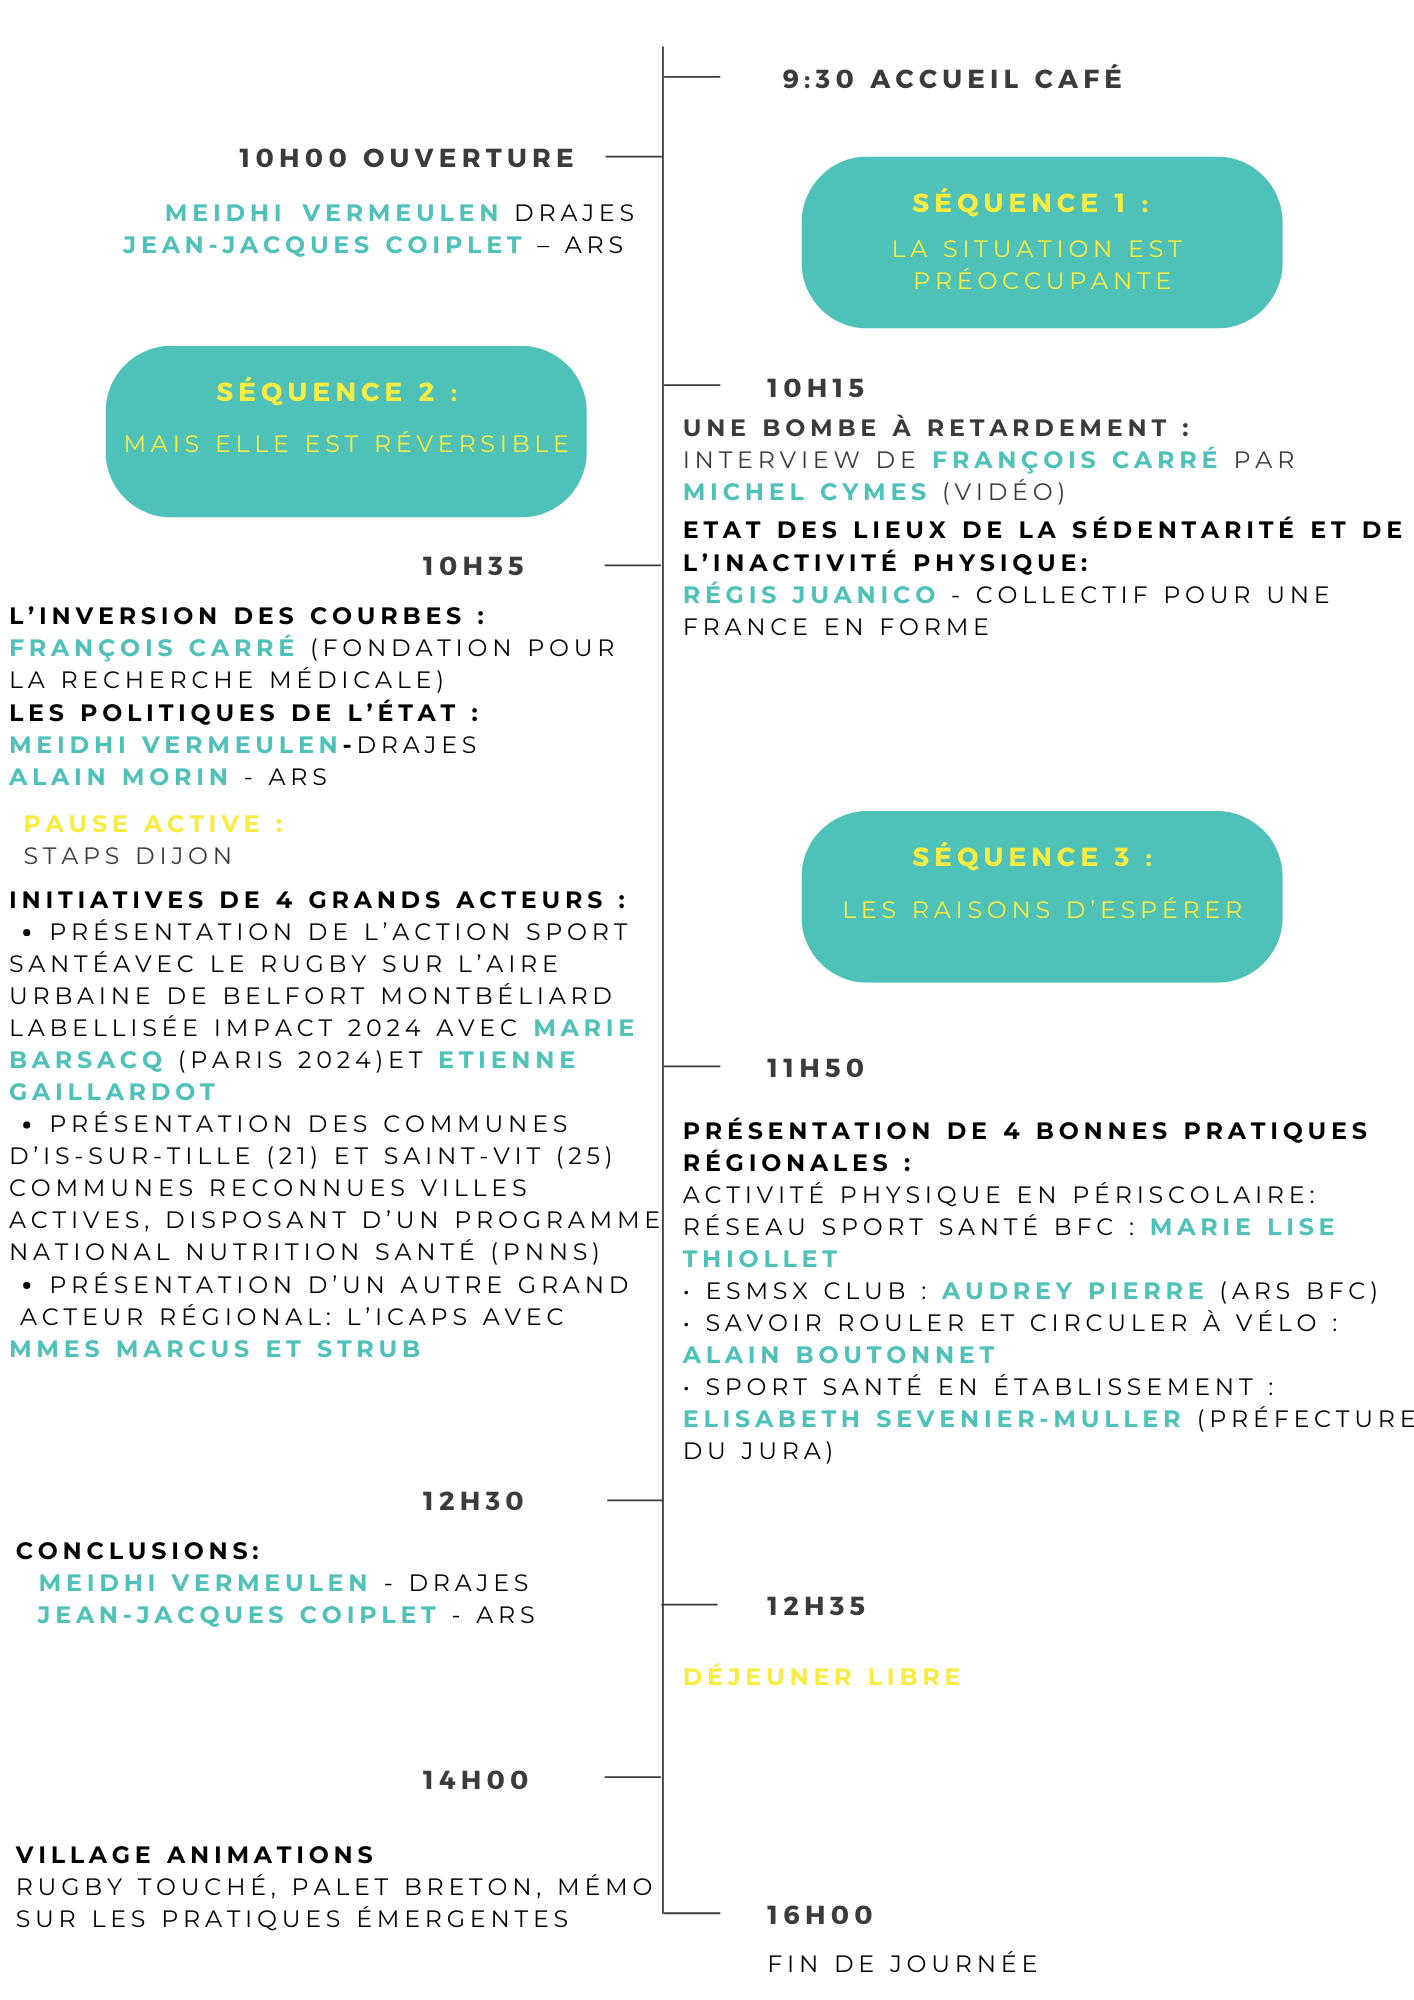 9:30 ACCUEIL CAFÉ
10H00 OUVERTURE
MEIDHI VERMEULEN DRAJES
JEAN-JACQUES COIPLET – ARS
SÉQUENCE 1 :
LA SITUATION EST
PRÉOCCUPANTE
10H15
UNE BOMBE À RETARDEMENT :
INTERVIEW DE FRANÇOIS CARRÉ PAR
MICHEL CYMES (VIDÉO)
ETAT DES LIEUX DE LA SÉDENTARITÉ ET DE
L’INACTIVITÉ PHYSIQUE:
RÉGIS JUANICO - COLLECTIF POUR UNE
FRANCE EN FORME
SÉQUENCE 2 :
MAIS ELLE EST RÉVERSIBLE
10H35
L’INVERSION DES COURBES :
FRANÇOIS CARRÉ (FONDATION POUR
LA RECHERCHE MÉDICALE)
LES POLITIQUES DE L’ÉTAT :
MEIDHI VERMEULEN-DRAJES
ALAIN MORIN - ARS
PAUSE ACTIVE :
STAPS DIJON
INITIATIVES DE 4 GRANDS ACTEURS :
• PRÉSENTATION DE L’ACTION SPORT
SANTÉAVEC LE RUGBY SUR L’AIRE
URBAINE DE BELFORT MONTBÉLIARD
LABELLISÉE IMPACT 2024 AVEC MARIE
BARSACQ (PARIS 2024)ET ETIENNE
GAILLARDOT
• PRÉSENTATION DES COMMUNES
D’IS-SUR-TILLE (21) ET SAINT-VIT (25)
COMMUNES RECONNUES VILLES
ACTIVES, DISPOSANT D’UN PROGRAMME
NATIONAL NUTRITION SANTÉ (PNNS)
• PRÉSENTATION D’UN AUTRE GRAND
ACTEUR RÉGIONAL: L’ICAPS AVEC
MMES MARCUS ET STRUB
SÉQUENCE 3 :
LES RAISONS D’ESPÉRER
11H50
PRÉSENTATION DE 4 BONNES PRATIQUES
RÉGIONALES :
ACTIVITÉ PHYSIQUE EN PÉRISCOLAIRE:
RÉSEAU SPORT SANTÉ BFC : MARIE LISE
THIOLLET
• ESMSX CLUB : AUDREY PIERRE (ARS BFC)
• SAVOIR ROULER ET CIRCULER À VÉLO :
ALAIN BOUTONNET
• SPORT SANTÉ EN ÉTABLISSEMENT :
ELISABETH SEVENIER-MULLER (PRÉFECTURE
DU JURA)
12H30
CONCLUSIONS:
MEIDHI VERMEULEN - DRAJES
JEAN-JACQUES COIPLET - ARS
12H35
DÉJEUNER LIBRE
14H00
VILLAGE ANIMATIONS
RUGBY TOUCHÉ, PALET BRETON, MÉMO
SUR LES PRATIQUES ÉMERGENTES
16H00
FIN DE JOURNÉE